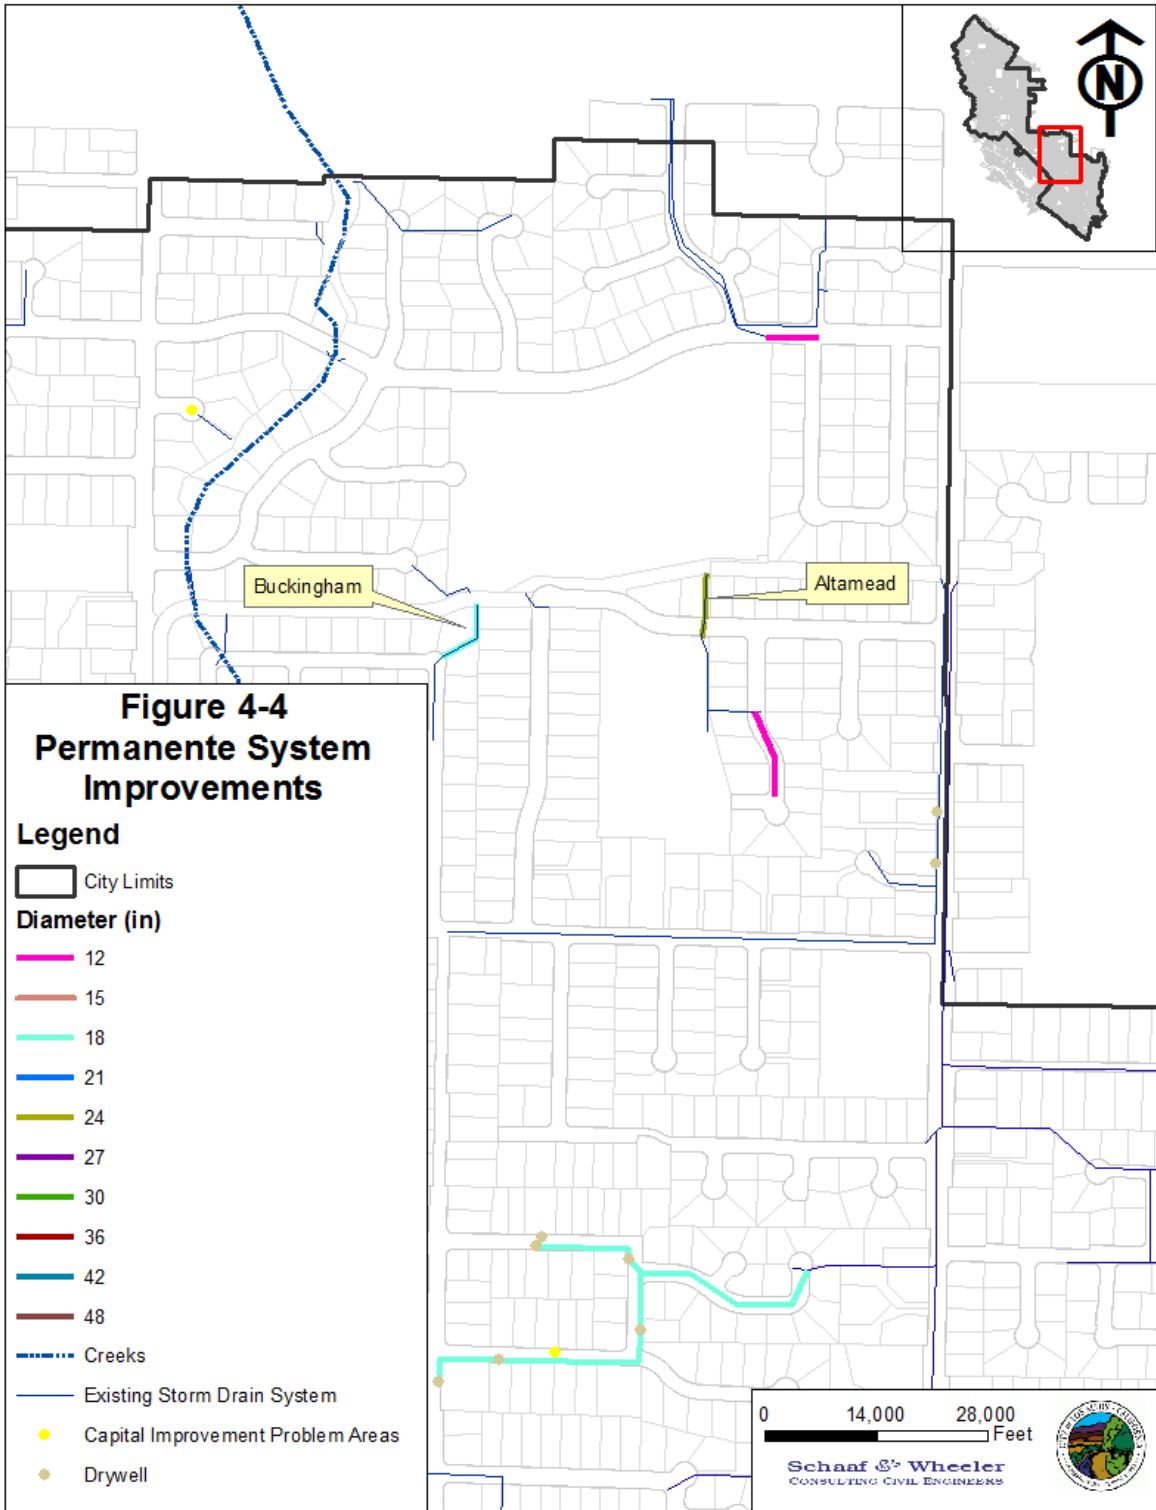 N
Buckingham
Altamead
Figure 4-4
Permanente System
Improvements
Legend
City Limits
Diameter (in)
12
15
18
21
24
27
30
36
42
48
Creeks
Existing Storm Drain System
Capital Improvement Problem Areas
Drywell
0 14,000 28,000
Feet
Schaaf & Wheeler
CONSULTING CIVIL ENGINEERS